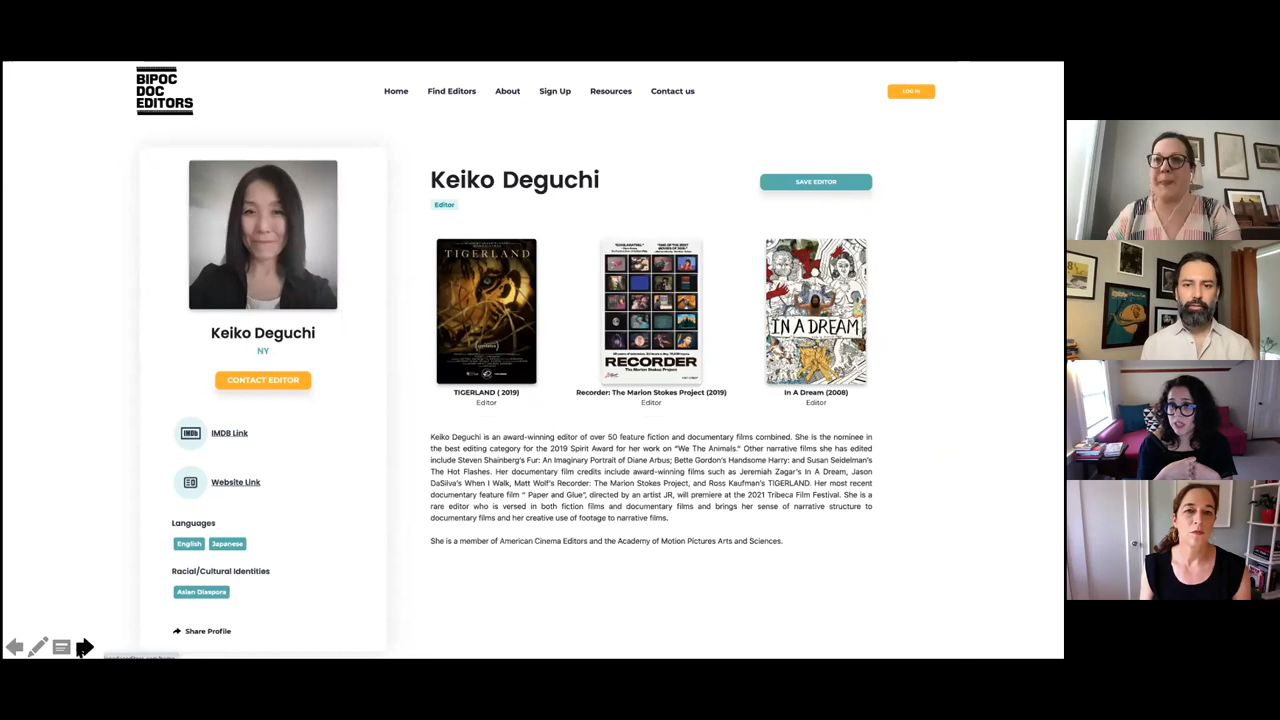 BIPOC
DOC
EDITORS
Home
Find Editors
About
Sign Up
Resources
Contact us
LOG IN
Keiko Deguchi
NY
CONTACT EDITOR
IMDb
IMDB Link
Website Link
Languages
English
Japanese
Racial/Cultural Identities
Asian Diaspora
Share Profile
Keiko Deguchi
Editor
SAVE EDITOR
TIGERLAND
TIGERLAND ( 2019)
Editor
RECORDER
The Marion Stokes Project
Recorder: The Marion Stokes Project (2019)
Editor
IN A DREAM
In A Dream (2008)
Editor
Keiko Deguchi is an award-winning editor of over 50 feature fiction and documentary films combined. She is the nominee in
the best editing category for the 2019 Spirit Award for her work on “We The Animals.” Other narrative films she has edited
include Steven Shainberg's Fur: An Imaginary Portrait of Diane Arbus; Bette Gordon's Handsome Harry: and Susan Seidelman's
The Hot Flashes. Her documentary film credits include award-winning films such as Jeremiah Zagar's In A Dream, Jason
DaSilva's When I Walk, Matt Wolf's Recorder: The Marion Stokes Project, and Ross Kaufman's TIGERLAND. Her most recent
documentary feature film “ Paper and Glue”, directed by an artist JR, will premiere at the 2021 Tribeca Film Festival. She is a
rare editor who is versed in both fiction films and documentary films and brings her sense of narrative structure to
documentary films and her creative use of footage to narrative films.
She is a member of American Cinema Editors and the Academy of Motion Pictures Arts and Sciences.